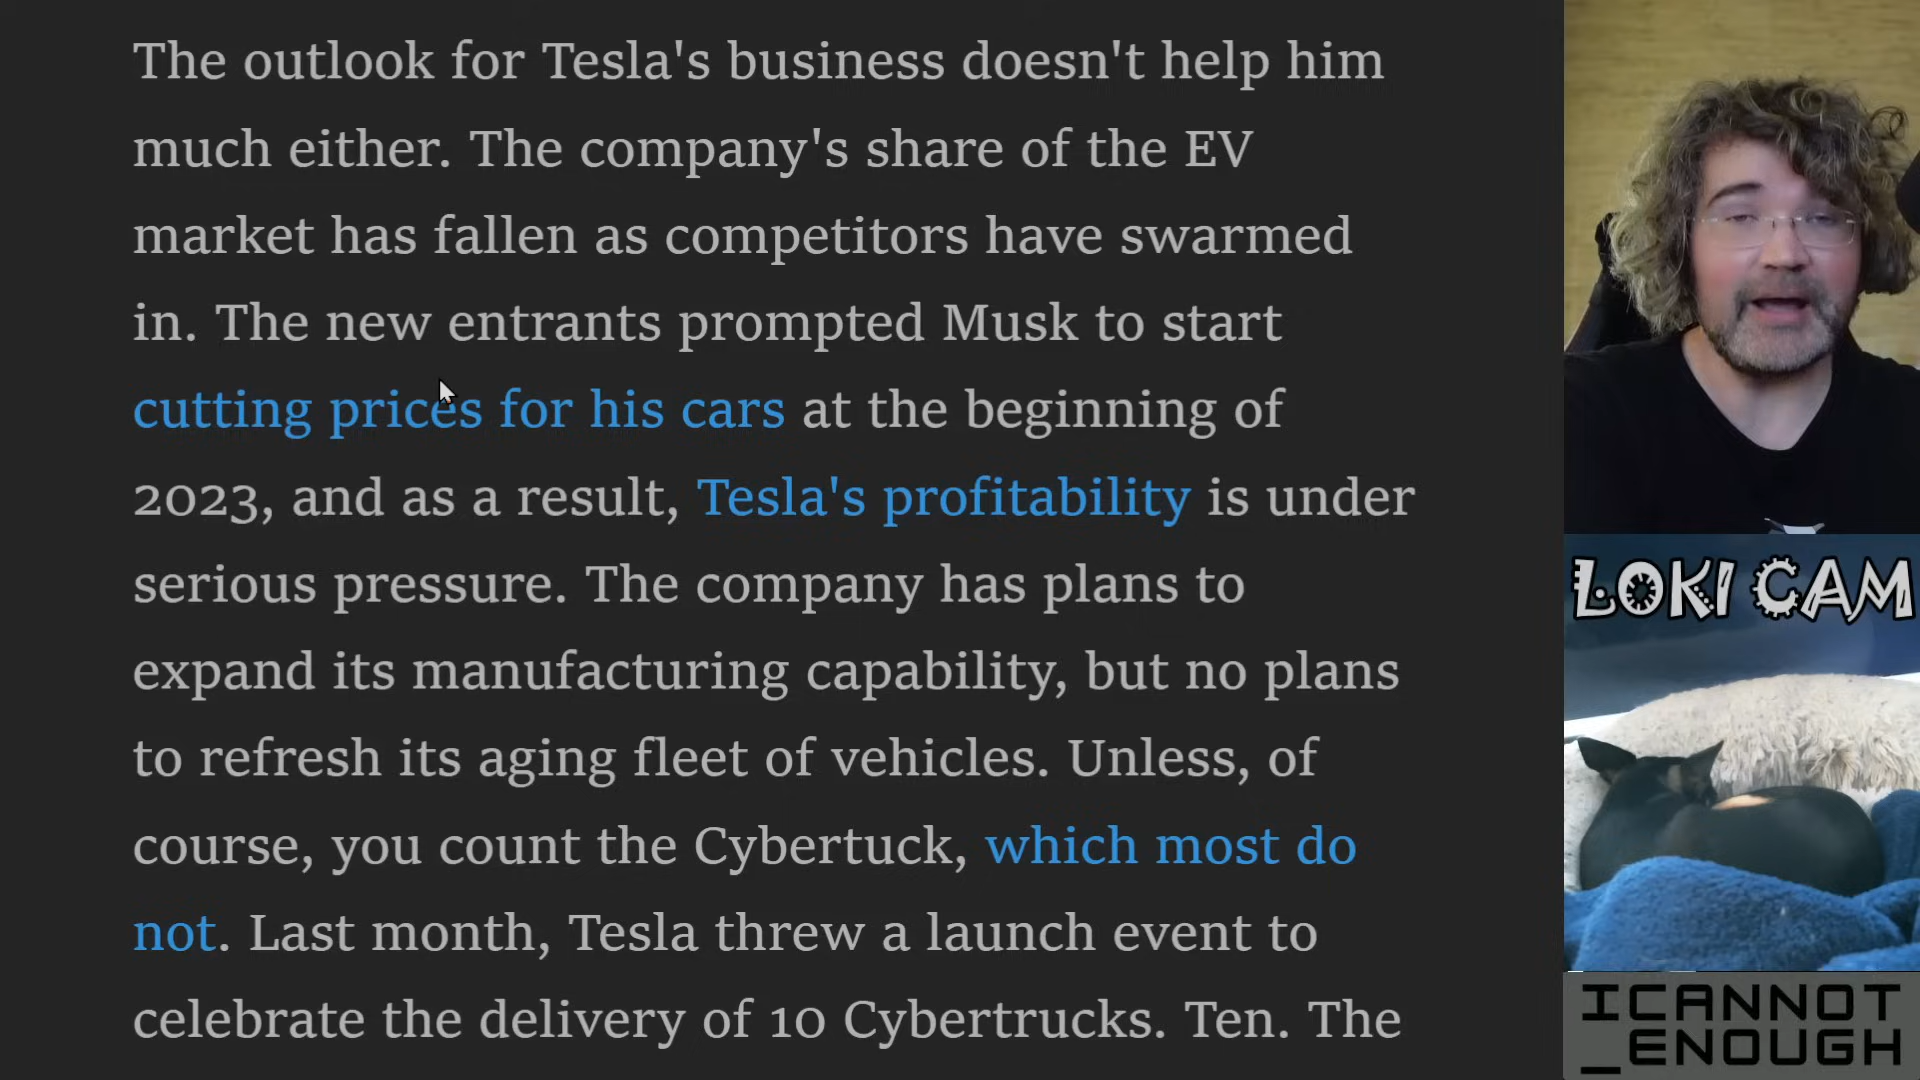 The outlook for Tesla's business doesn't help him
much either. The company's share of the EV
market has fallen as competitors have swarmed
in. The new entrants prompted Musk to start
cutting prices for his cars at the beginning of
2023, and as a result, Tesla's profitability is under
serious pressure. The company has plans to
expand its manufacturing capability, but no plans
to refresh its aging fleet of vehicles. Unless, of
course, you count the Cybertuck, which most do
not. Last month, Tesla threw a launch event to
celebrate the delivery of 10 Cybertrucks. Ten. The
LOKI CAM
ICANNOT
_ENOUGH